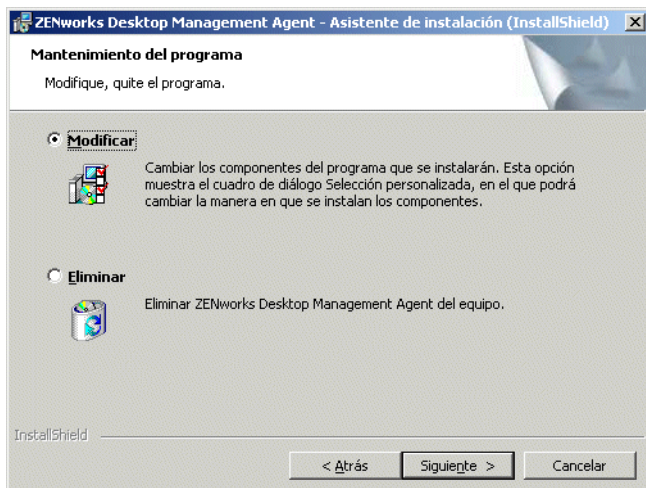 ZENworks Desktop Management Agent - Asistente de instalación (InstallShield)
Mantenimiento del programa
Modifique, quite el programa.
Modificar
Cambiar los componentes del programa que se instalarán. Esta opción
muestra el cuadro de diálogo Selección personalizada, en el que podrá
cambiar la manera en que se instalan los componentes.
Eliminar
Eliminar ZENworks Desktop Management Agent del equipo.
InstallShield
< Atrás
Siguiente >
Cancelar